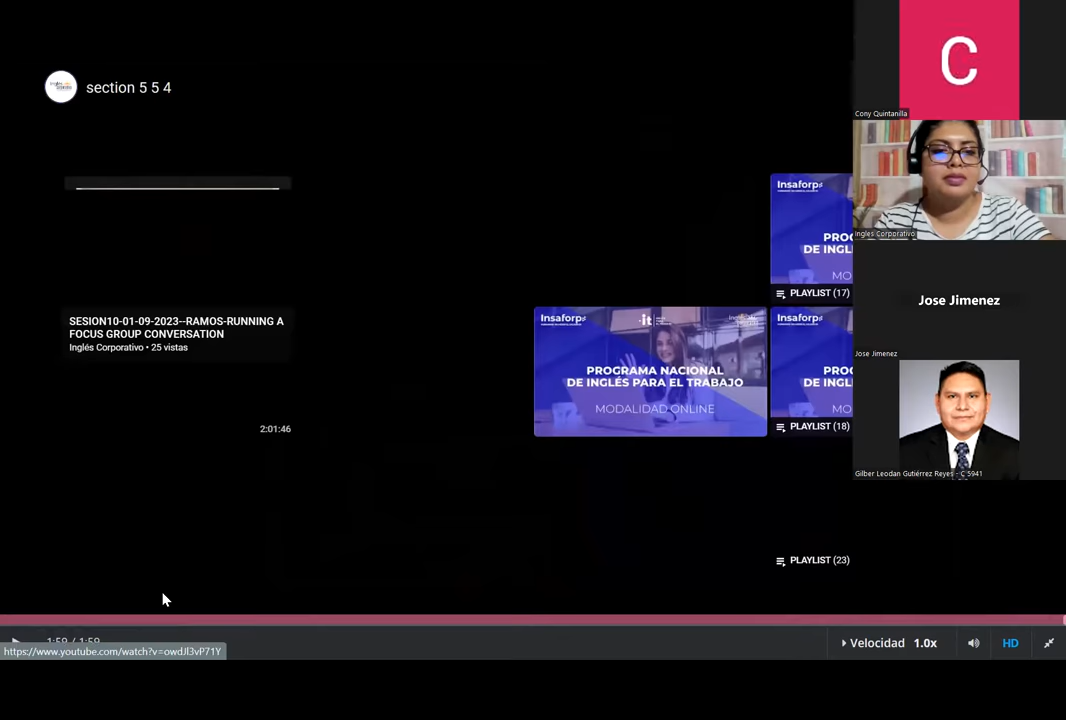 C
Cony Quintanilla
section 5 5 4
Ingles Corporativo
Insaforp
PLAYLIST (17)
Jose Jimenez
Jose Jimenez
SESION10-01-09-2023--RAMOS-RUNNING A
FOCUS GROUP CONVERSATION
Inglés Corporativo • 25 vistas
2:01:46
Insaforp
·it
PROGRAMA NACIONAL
DE INGLÉS PARA EL TRABAJO
MODALIDAD ONLINE
Insaforp
PLAYLIST (18)
Gilber Leodan Gutiérrez Reyes - C 5941
PLAYLIST (23)
1:59 / 1:59
https://www.youtube.com/watch?v=owdJl3vP71Y
Velocidad 1.0x
HD